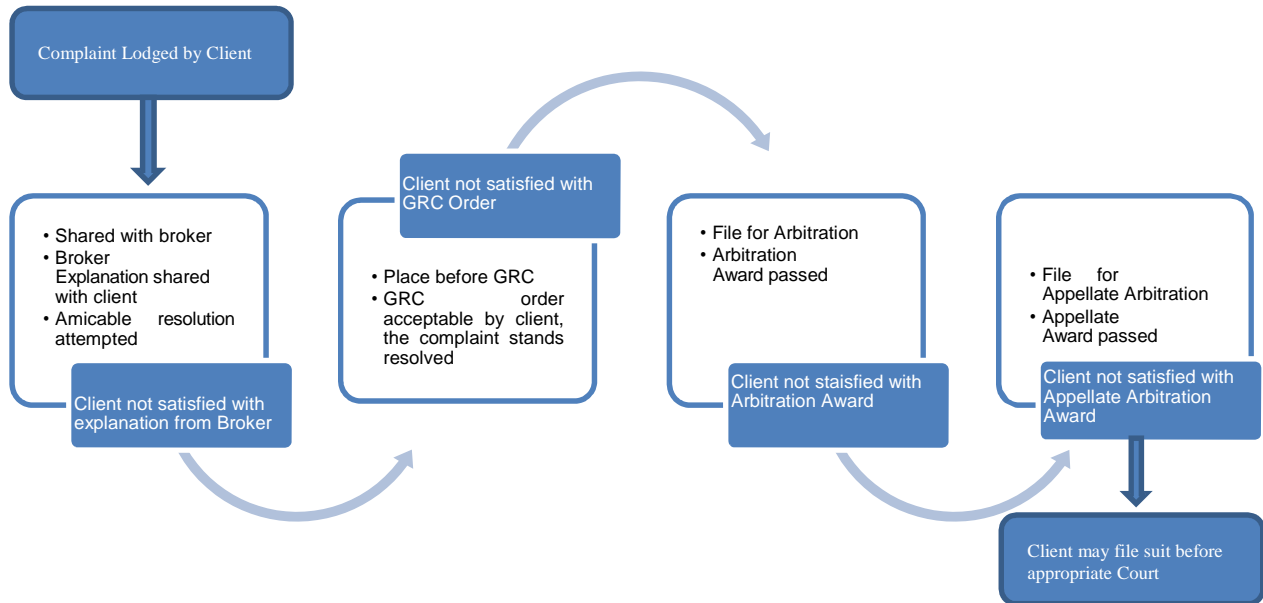 Complaint Lodged by Client
• Shared with broker
• Broker
Explanation shared
with client
• Amicable resolution
attempted
Client not satisfied with
explanation from Broker
Client not satisfied with
GRC Order
• Place before GRC
• GRC order
acceptable by client,
the complaint stands
resolved
• File for Arbitration
• Arbitration
Award passed
Client not staisfied with
Arbitration Award
• File for
Appellate Arbitration
• Appellate
Award passed
Client not satisfied with
Appellate Arbitration
Award
Client may file suit before
appropriate Court